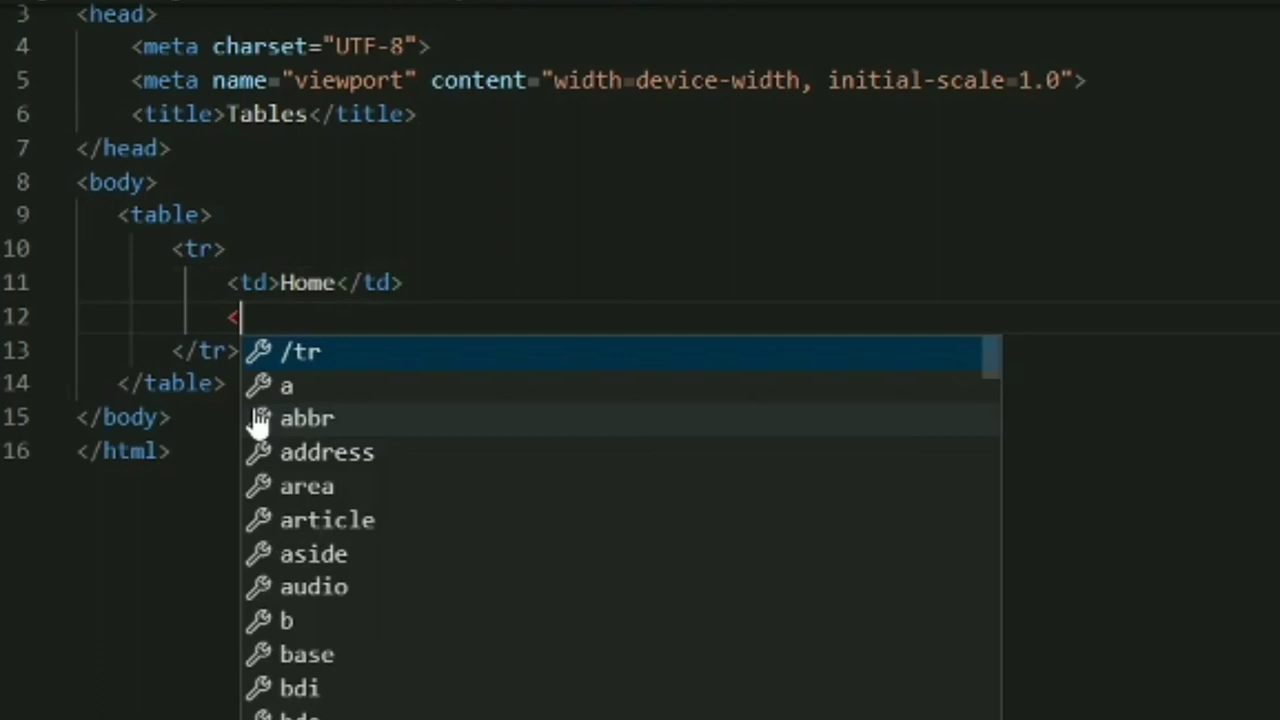 3 <head>
4 <meta charset="UTF-8">
5 <meta name="viewport" content="width=device-width, initial-scale=1.0">
6 <title>Tables</title>
7 </head>
8 <body>
9 <table>
10 <tr>
11 <td>Home</td>
12 <
13 </tr>
14 </table>
15 </body>
16 </html>
/tr
a
abbr
address
area
article
aside
audio
b
base
bdi